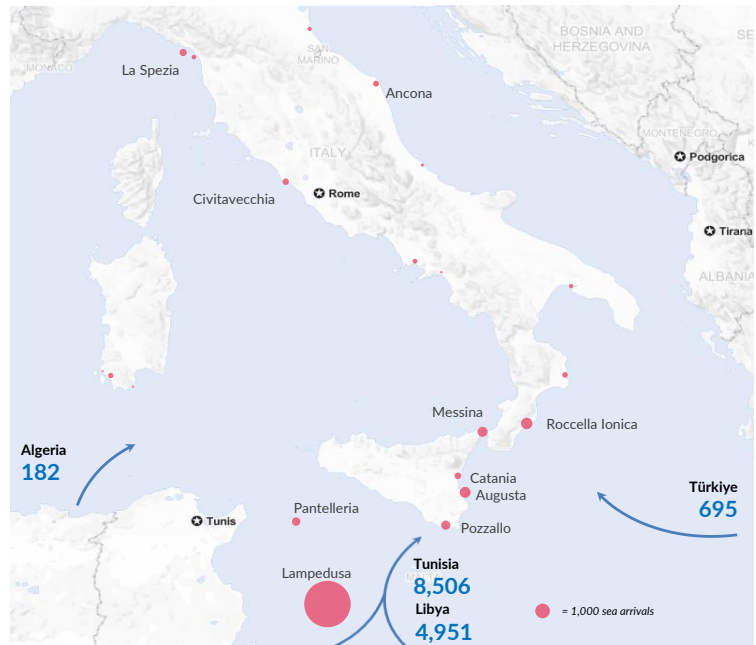 BOSNIA AND
HERZEGOVINA
SE
SAN
MARINO
MONACO
La Spezia
Ancona
MONTENEGRO
K
Podgorica
ITALY
Civitavecchia
Rome
Tirana
ALBANIA
Messina
Roccella Ionica
Algeria
182
Catania
Augusta
Türkiye
695
Pantelleria
Tunis
Pozzallo
Lampedusa
Tunisia
8,506
Libya
4,951
= 1,000 sea arrivals